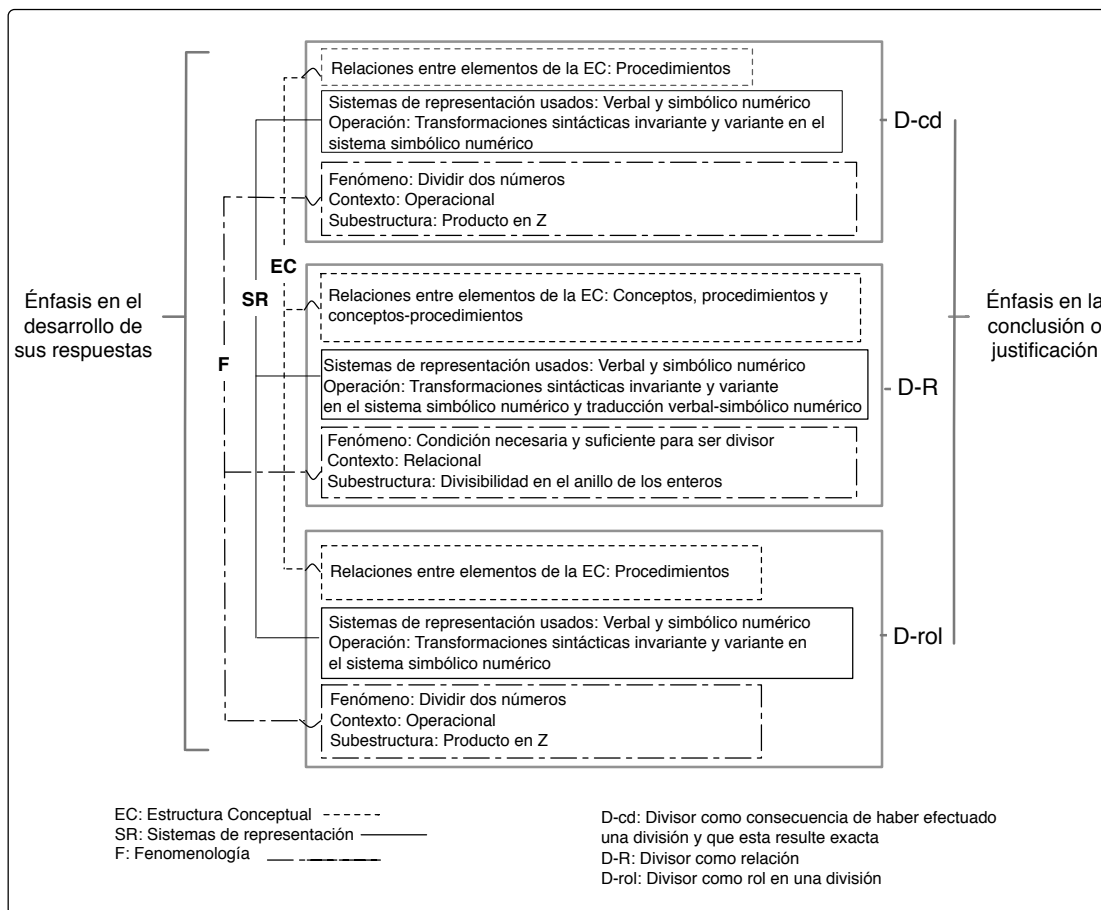 Relaciones entre elementos de la EC: Procedimientos
Sistemas de representación usados: Verbal y simbólico numérico
Operación: Transformaciones sintácticas invariante y variante en el
sistema simbólico numérico
D-cd
Fenómeno: Dividir dos números
Contexto: Operacional
Subestructura: Producto en Z
Énfasis en el
desarrollo de
sus respuestas
EC
SR
F
Relaciones entre elementos de la EC: Conceptos, procedimientos y
conceptos-procedimientos
Sistemas de representación usados: Verbal y simbólico numérico
Operación: Transformaciones sintácticas invariante y variante
en el sistema simbólico numérico y traducción verbal-simbólico numérico
D-R
Fenómeno: Condición necesaria y suficiente para ser divisor
Contexto: Relacional
Subestructura: Divisibilidad en el anillo de los enteros
Énfasis en la
conclusión o
justificación
Relaciones entre elementos de la EC: Procedimientos
Sistemas de representación usados: Verbal y simbólico numérico
Operación: Transformaciones sintácticas invariante y variante en
el sistema simbólico numérico
D-rol
Fenómeno: Dividir dos números
Contexto: Operacional
Subestructura: Producto en Z
EC: Estructura Conceptual
SR: Sistemas de representación
F: Fenomenología
D-cd: Divisor como consecuencia de haber efectuado
una división y que esta resulte exacta
D-R: Divisor como relación
D-rol: Divisor como rol en una división